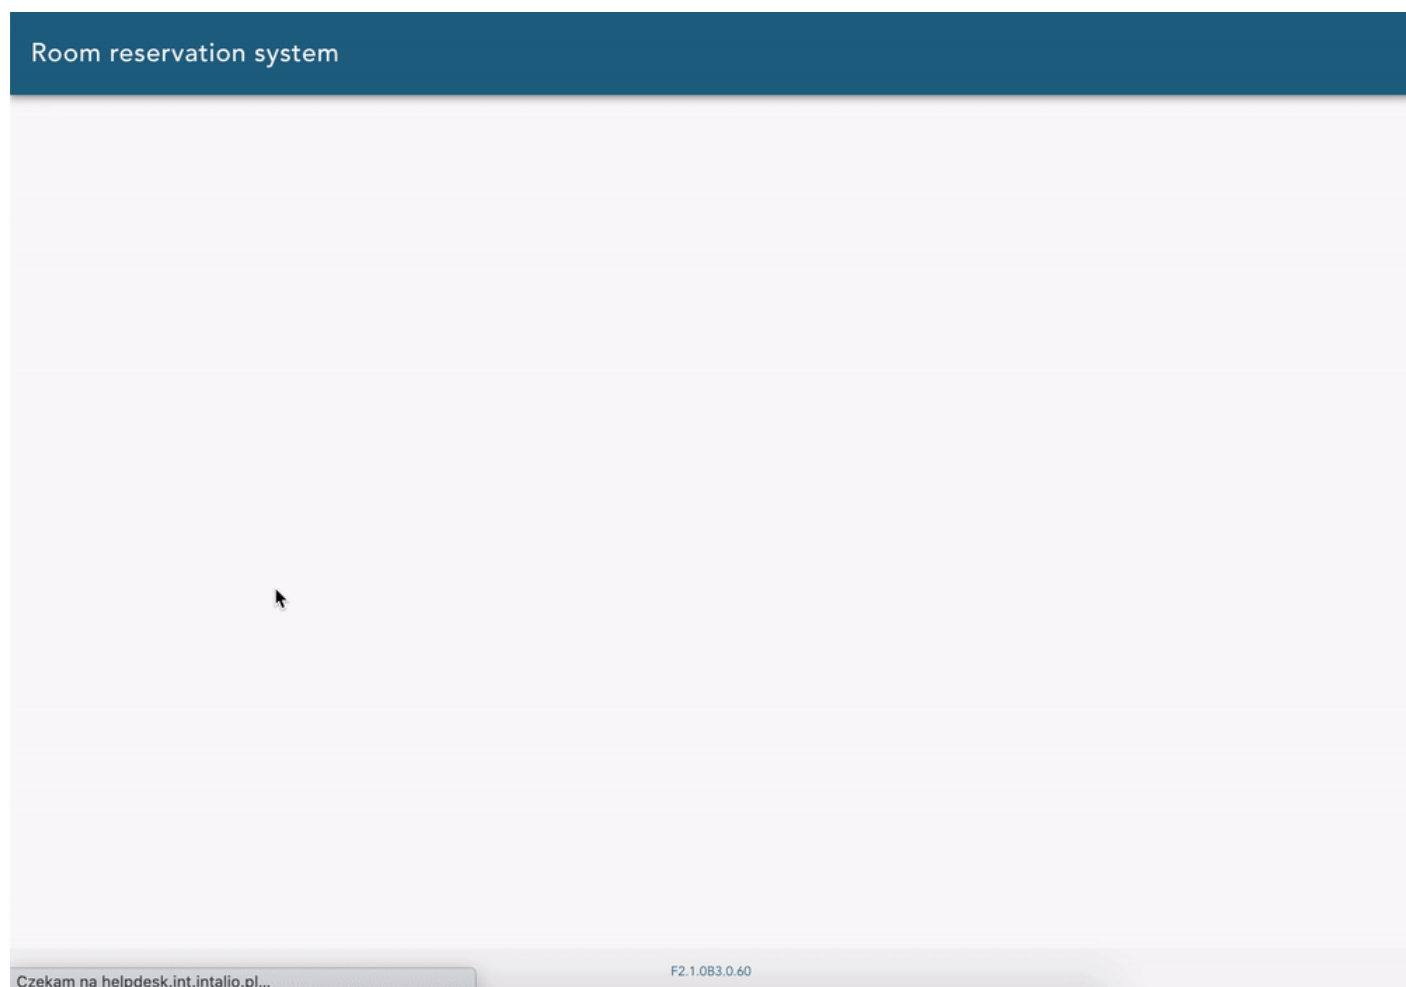 Room reservation system
F2.1.0B3.0.60
Czekam na helpdesk.int.intalio.pl...